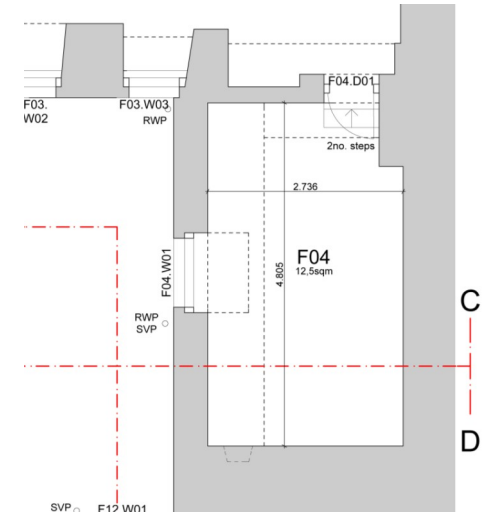 F04.D01
F03.
W02
F03.W03
RWP
2no. steps
2.736
F04.W01
F04
12,5sqm
4.805
C
RWP
SVP
D
SVP
F12.W01